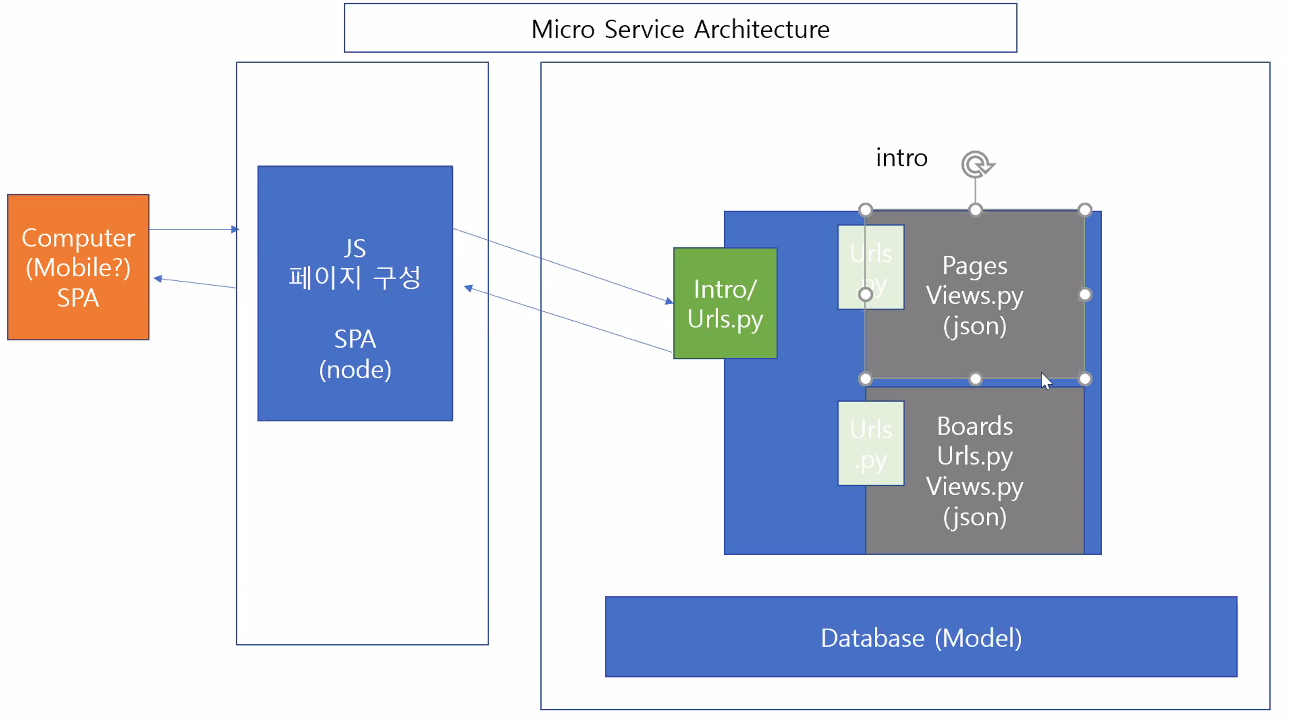 Micro Service Architecture
Computer
(Mobile?)
SPA
JS
페이지 구성
SPA
(node)
Intro/
Urls.py
intro
Urls
.py
Pages
Views.py
(json)
Urls
.py
Boards
Urls.py
Views.py
(json)
Database (Model)